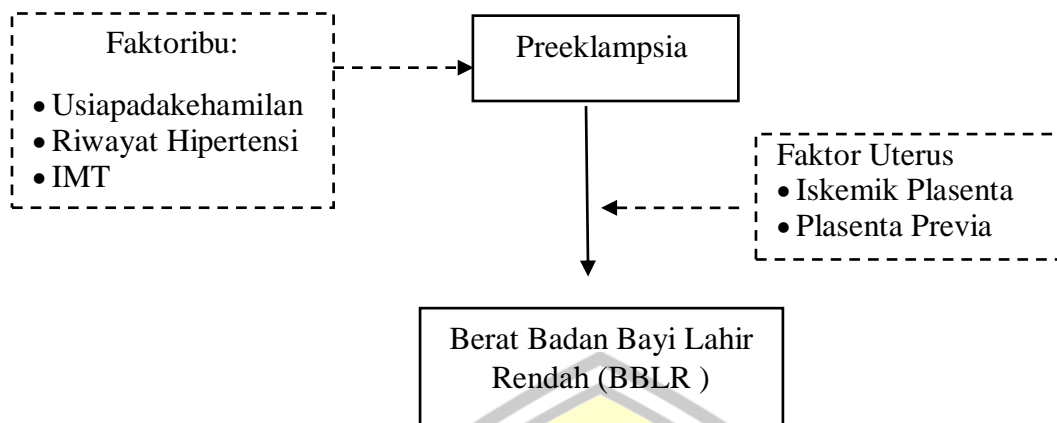 Faktoribu:
• Usiapadakehamilan
• Riwayat Hipertensi
• IMT
Preeklampsia
Faktor Uterus
• Iskemik Plasenta
• Plasenta Previa
Berat Badan Bayi Lahir
Rendah (BBLR )